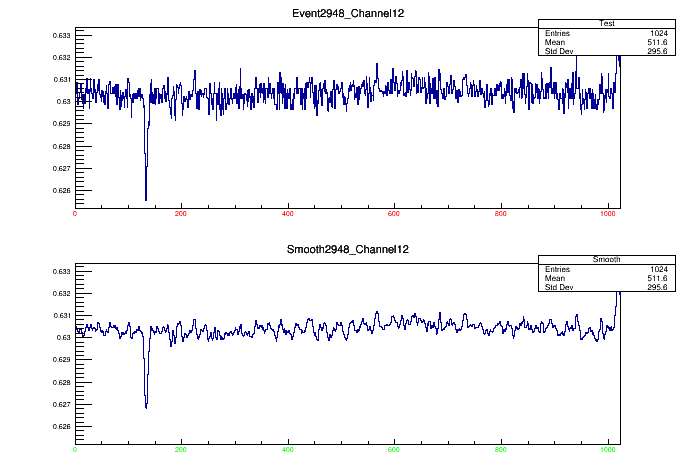 Event2948_Channel12
Test
Entries 1024
Mean 511.6
Std Dev 295.6
0.633
0.632
0.631
0.63
0.629
0.628
0.627
0.626
0 200 400 600 800 1000
Smooth2948_Channel12
Smooth
Entries 1024
Mean 511.6
Std Dev 295.6
0.633
0.632
0.631
0.63
0.629
0.628
0.627
0.626
0 200 400 600 800 1000